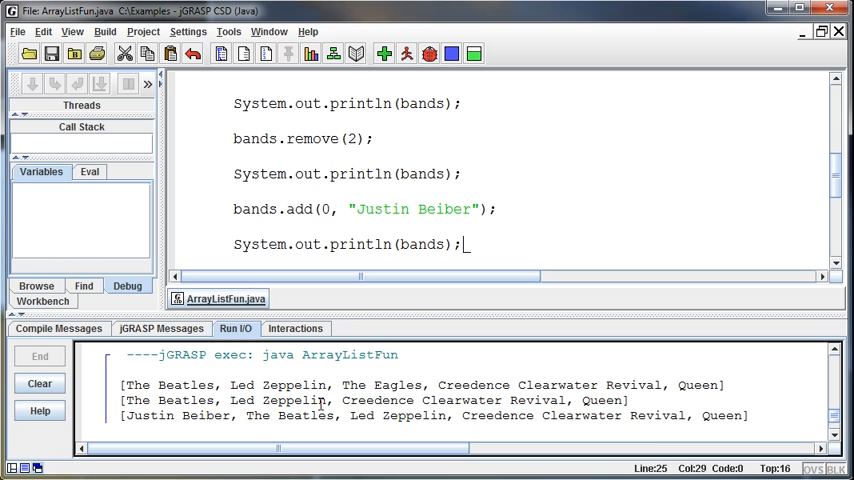 File: ArrayListFun.java C:\Examples - jGRASP CSD (Java)
File Edit View Build Project Settings Tools Window Help
Threads
Call Stack
Variables Eval
Browse Find Debug
Workbench
System.out.println(bands);
bands.remove(2);
System.out.println(bands);
bands.add(0, "Justin Beiber");
System.out.println(bands);
ArrayListFun.java
Compile Messages jGRASP Messages Run I/O Interactions
End
Clear
Help
----jGRASP exec: java ArrayListFun
[The Beatles, Led Zeppelin, The Eagles, Creedence Clearwater Revival, Queen]
[The Beatles, Led Zeppelin, Creedence Clearwater Revival, Queen]
[Justin Beiber, The Beatles, Led Zeppelin, Creedence Clearwater Revival, Queen]
Line:25 Col:29 Code:0 Top:16 OVS BLK